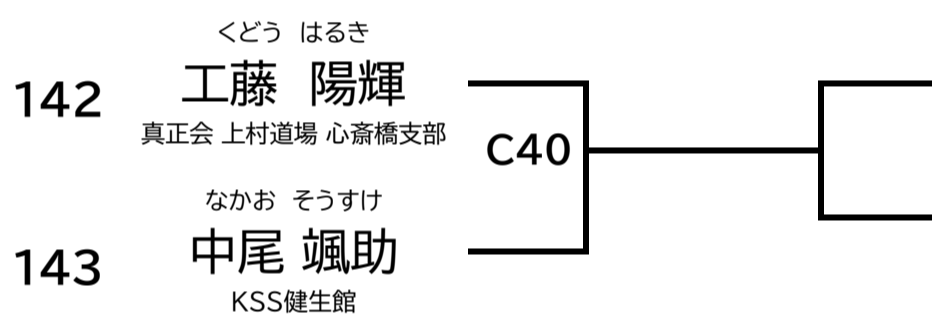 くどう はるき
142 工藤 陽輝
真正会 上村道場 心斎橋支部
C40
なかお そうすけ
143 中尾 颯助
KSS健生館